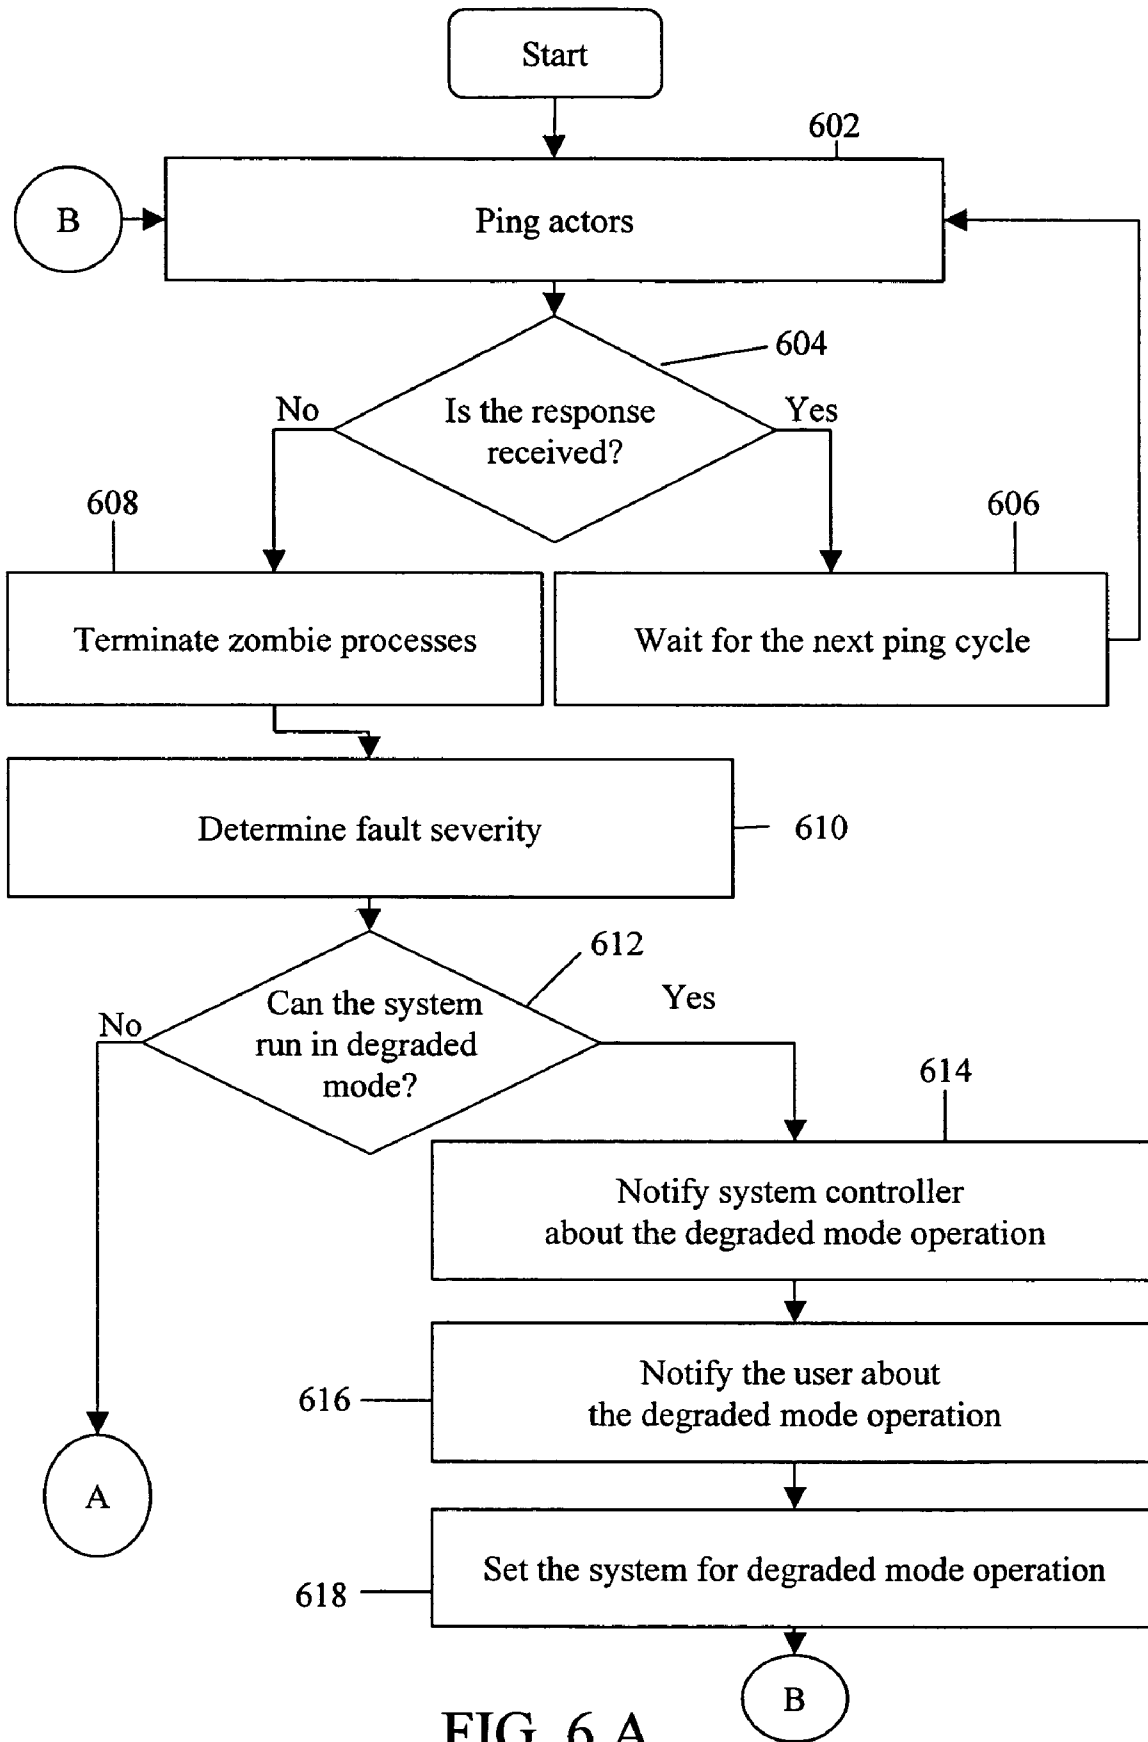 Start
602
B
Ping actors
604
No
Is the response
received?
Yes
608
606
Terminate zombie processes
Wait for the next ping cycle
Determine fault severity
610
612
No
Can the system
run in degraded
mode?
Yes
614
Notify system controller
about the degraded mode operation
616
Notify the user about
the degraded mode operation
A
618
Set the system for degraded mode operation
B
FIG. 6 A